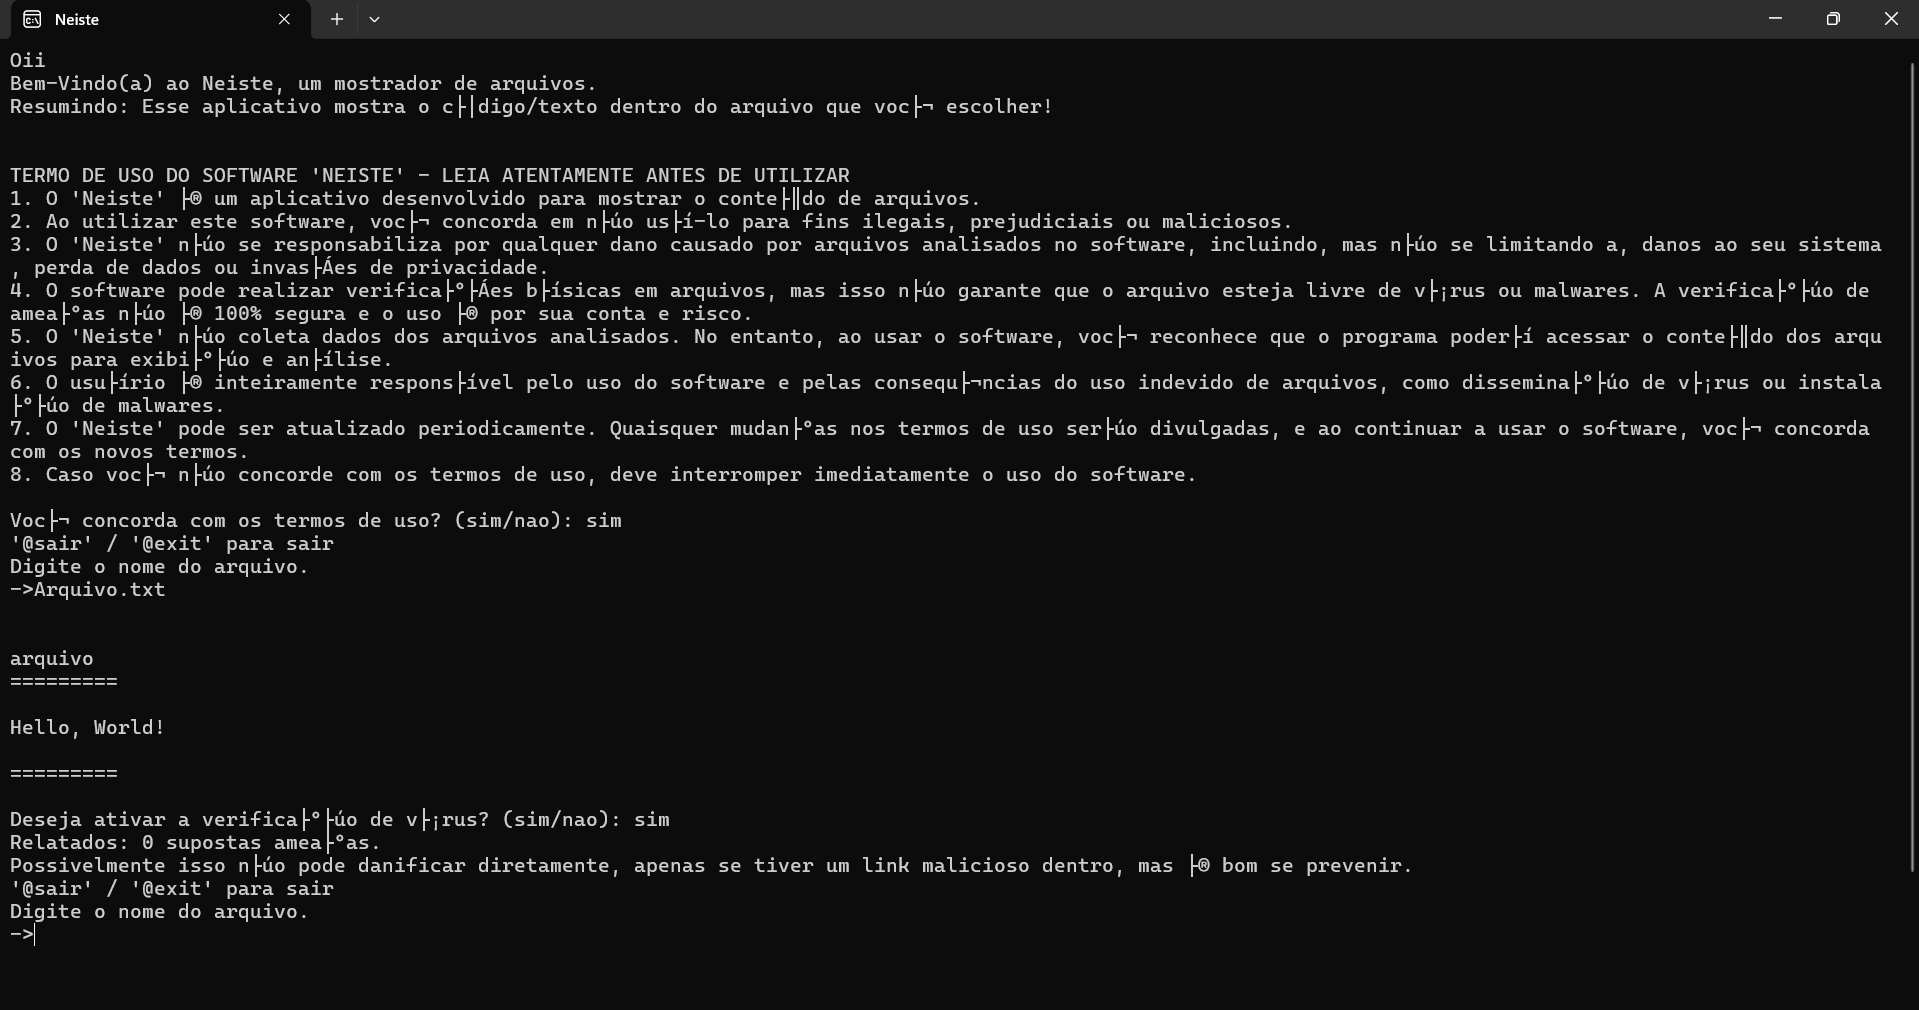 Neiste
Oii
Bem-Vindo(a) ao Neiste, um mostrador de arquivos.
Resumindo: Esse aplicativo mostra o c├│digo/texto dentro do arquivo que voc├¬ escolher!
TERMO DE USO DO SOFTWARE 'NEISTE' - LEIA ATENTAMENTE ANTES DE UTILIZAR
1. O 'Neiste' ├® um aplicativo desenvolvido para mostrar o conte├║do de arquivos.
2. Ao utilizar este software, voc├¬ concorda em n├úo us├í-lo para fins ilegais, prejudiciais ou maliciosos.
3. O 'Neiste' n├úo se responsabiliza por qualquer dano causado por arquivos analisados no software, incluindo, mas n├úo se limitando a, danos ao seu sistema
, perda de dados ou invas├Áes de privacidade.
4. O software pode realizar verifica├º├Áes b├ísicas em arquivos, mas isso n├úo garante que o arquivo esteja livre de v├¡rus ou malwares. A verifica├º├úo de
amea├ºas n├úo ├® 100% segura e o uso ├® por sua conta e risco.
5. O 'Neiste' n├úo coleta dados dos arquivos analisados. No entanto, ao usar o software, voc├¬ reconhece que o programa poder├í acessar o conte├║do dos arqu
ivos para exibi├º├úo e an├ílise.
6. O usu├írio ├® inteiramente respons├ível pelo uso do software e pelas consequ├¬ncias do uso indevido de arquivos, como dissemina├º├úo de v├¡rus ou instala
├º├úo de malwares.
7. O 'Neiste' pode ser atualizado periodicamente. Quaisquer mudan├ºas nos termos de uso ser├úo divulgadas, e ao continuar a usar o software, voc├¬ concorda
com os novos termos.
8. Caso voc├¬ n├úo concorde com os termos de uso, deve interromper imediatamente o uso do software.
Voc├¬ concorda com os termos de uso? (sim/nao): sim
'@sair' / '@exit' para sair
Digite o nome do arquivo.
->Arquivo.txt
arquivo
=========
Hello, World!
=========
Deseja ativar a verifica├º├úo de v├¡rus? (sim/nao): sim
Relatados: 0 supostas amea├ºas.
Possivelmente isso n├úo pode danificar diretamente, apenas se tiver um link malicioso dentro, mas ├® bom se prevenir.
'@sair' / '@exit' para sair
Digite o nome do arquivo.
->